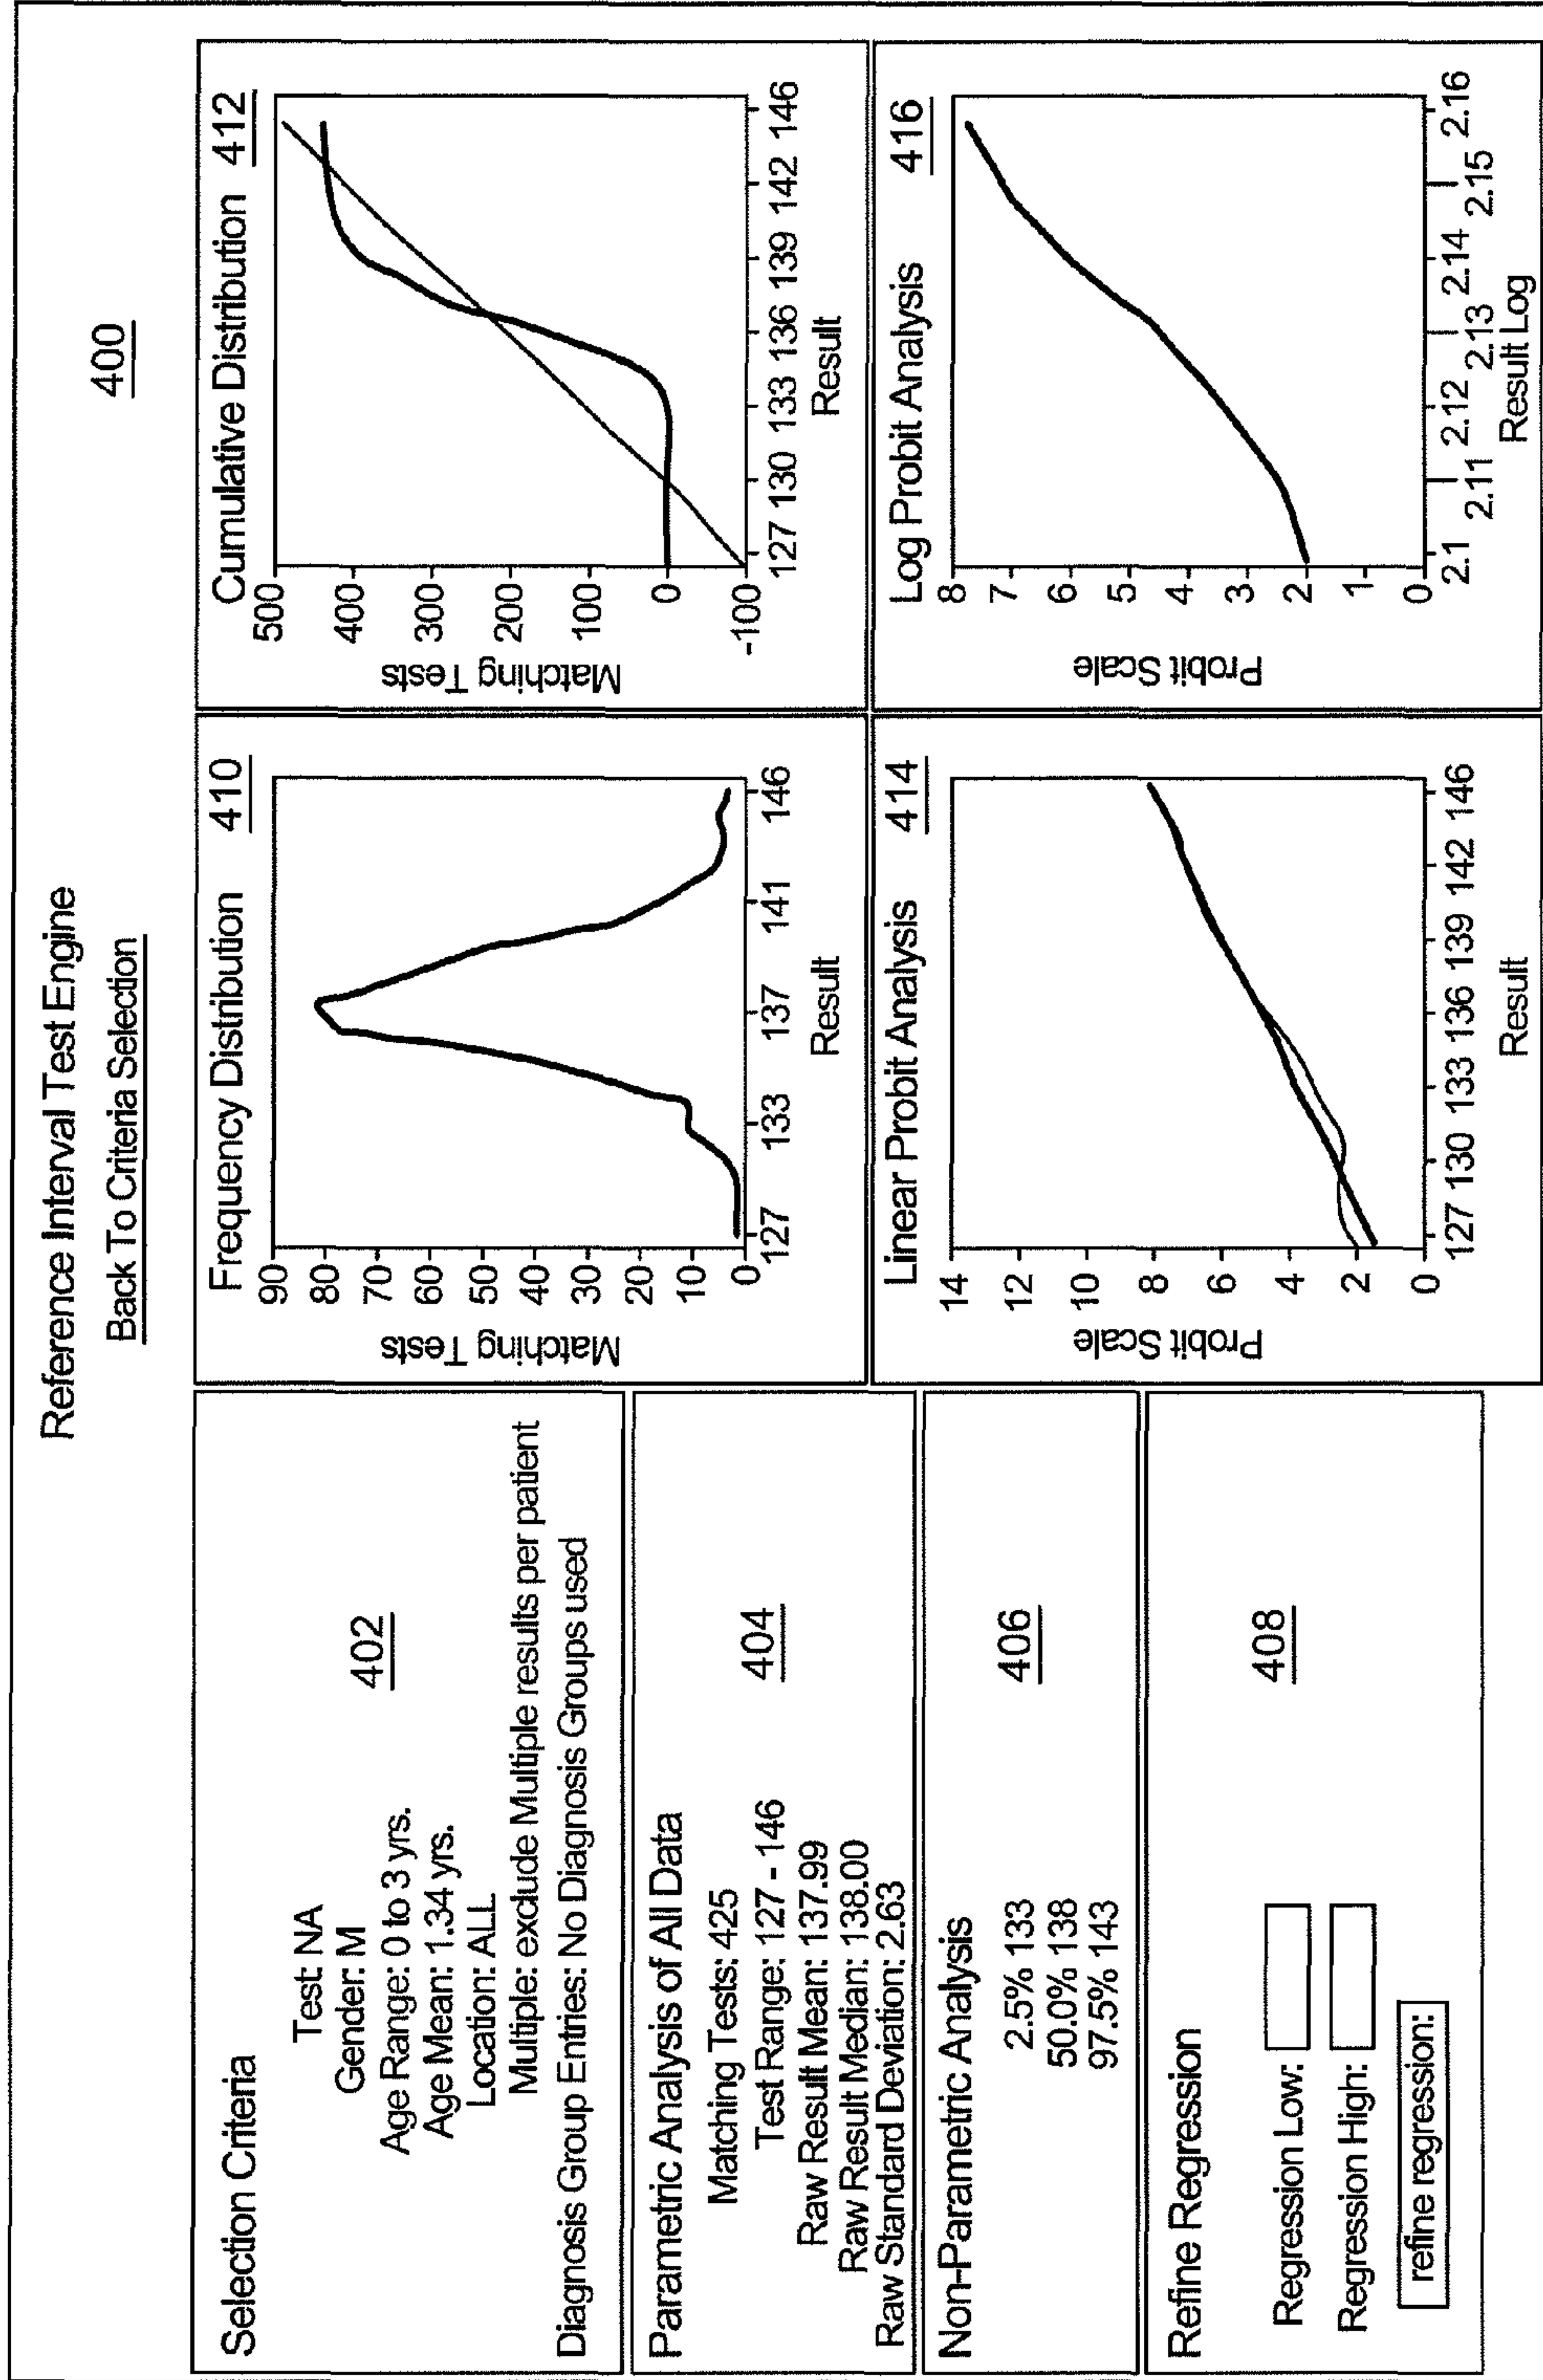 Reference Interval Test Engine
Back To Criteria Selection
400
Selection Criteria
Test: NA
Gender: M
402
Age Range: 0 to 3 yrs.
Age Mean: 1.34 yrs.
Location: ALL
Multiple: exclude Multiple results per patient
Diagnosis Group Entries: No Diagnosis Groups used
Parametric Analysis of All Data
Matching Tests: 425
404
Test Range: 127 - 146
Raw Result Mean: 137.99
Raw Result Median: 138.00
Raw Standard Deviation: 2.63
Non-Parametric Analysis
2.5% 133
406
50.0% 138
97.5% 143
Refine Regression
408
Regression Low:
Regression High:
refine regression:
Frequency Distribution 410
90
80
70
60
50
40
30
20
10
0
Matching Tests
127 133 137 141 146
Result
Cumulative Distribution 412
500
400
300
200
100
0
-100
Matching Tests
127 130 133 136 139 142 146
Result
Linear Probit Analysis 414
14
12
10
8
6
4
2
0
Probit Scale
127 130 133 136 139 142 146
Result
Log Probit Analysis 416
8
7
6
5
4
3
2
1
0
Probit Scale
2.1 2.11 2.12 2.13 2.14 2.15 2.16
Result Log